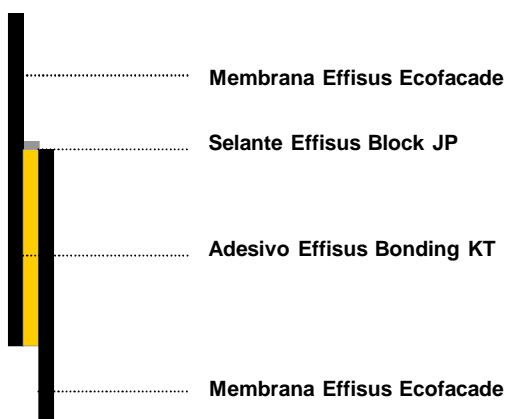 Membrana Effisus Ecofacade
Selante Effisus Block JP
Adesivo Effisus Bonding KT
Membrana Effisus Ecofacade